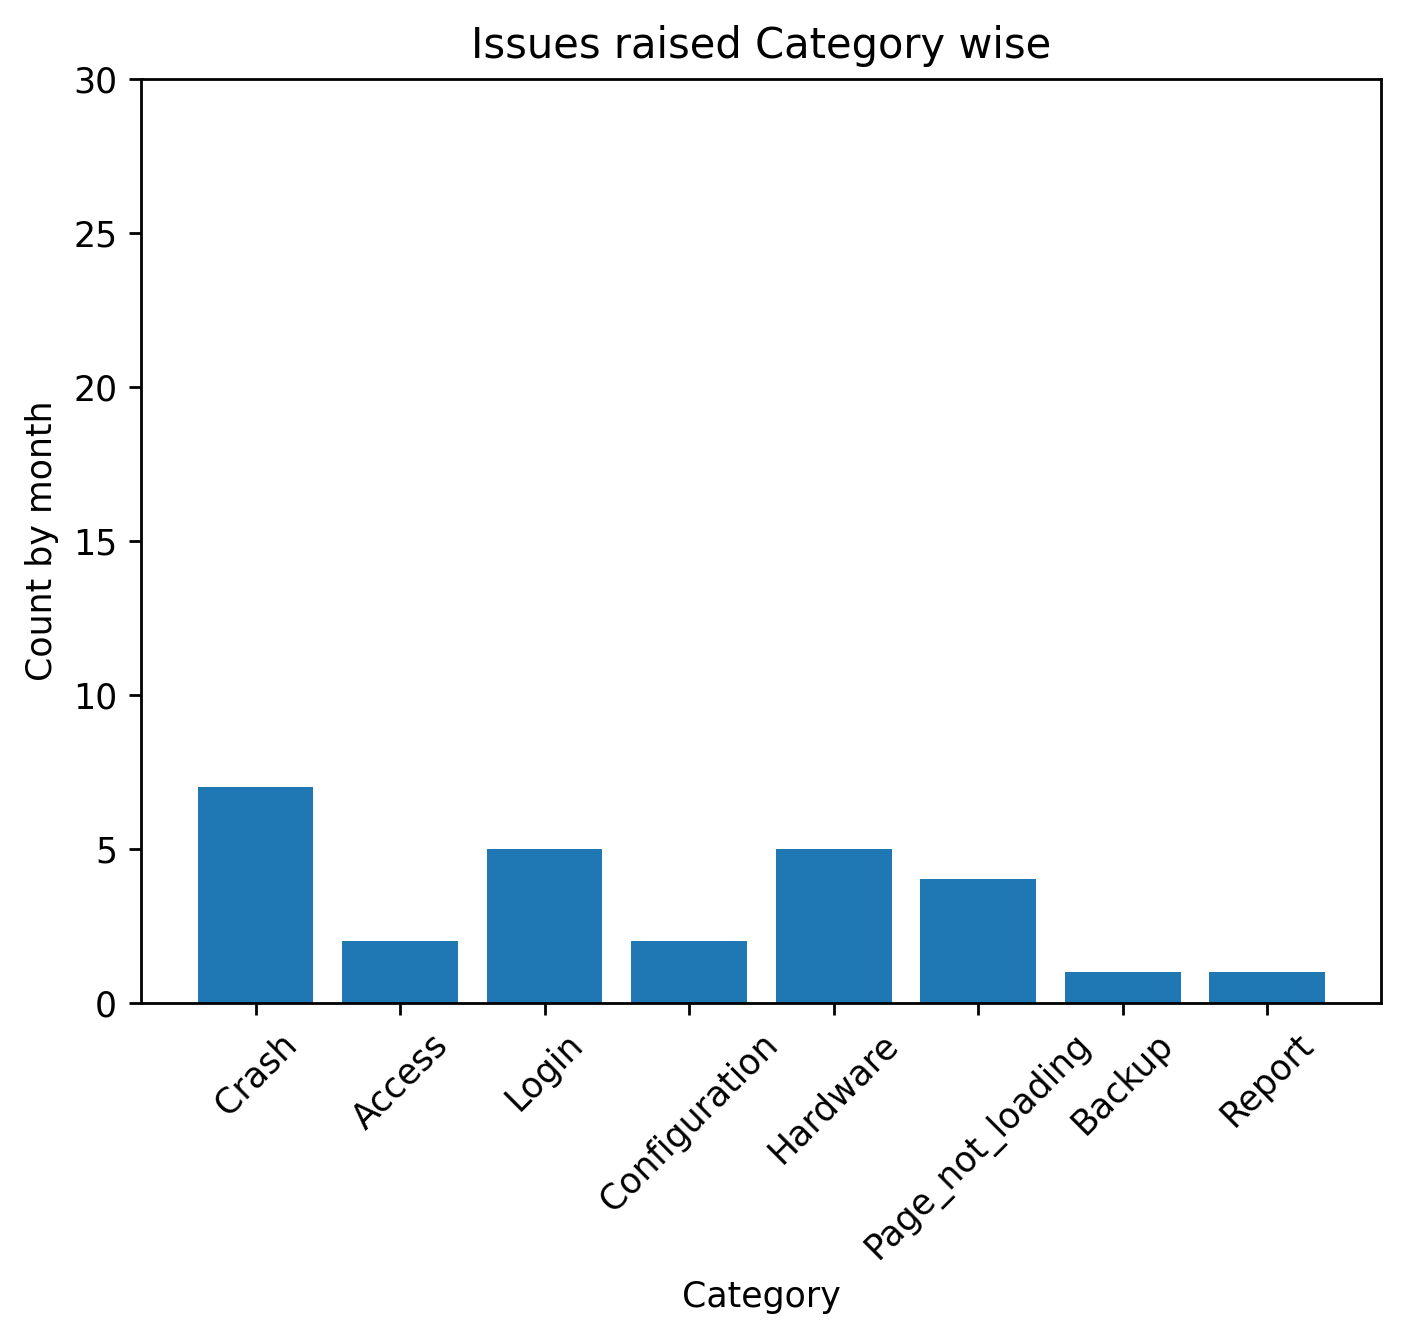 Issues raised Category wise
30
25
20
15
10
5
0
Count by month
Crash
Access
Login
Configuration
Hardware
Page_not_loading
Backup
Report
Category